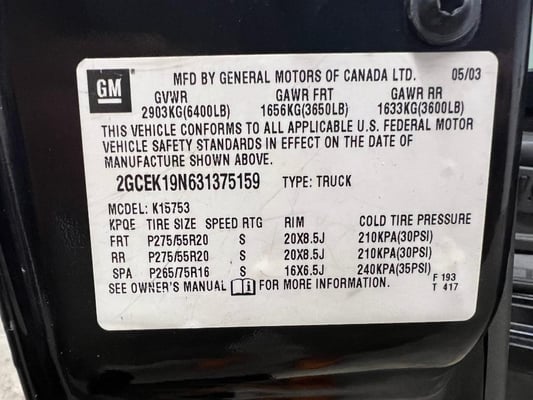 GM
MFD BY GENERAL MOTORS OF CANADA LTD. 05/03
GVWR GAWR FRT GAWR RR
2903KG(6400LB) 1656KG(3650LB) 1633KG(3600LB)
THIS VEHICLE CONFORMS TO ALL APPLICABLE U.S. FEDERAL MOTOR
VEHICLE SAFETY STANDARDS IN EFFECT ON THE DATE OF
MANUFACTURE SHOWN ABOVE.
2GCEK19N631375159 TYPE: TRUCK
MODEL: K15753
KPQE TIRE SIZE SPEED RTG RIM COLD TIRE PRESSURE
FRT P275/55R20 S 20X8.5J 210KPA(30PSI)
RR P275/55R20 S 20X8.5J 210KPA(30PSI)
SPA P265/75R16 S 16X6.5J 240KPA(35PSI)
SEE OWNER'S MANUAL i FOR MORE INFORMATION.
F 193
T 417